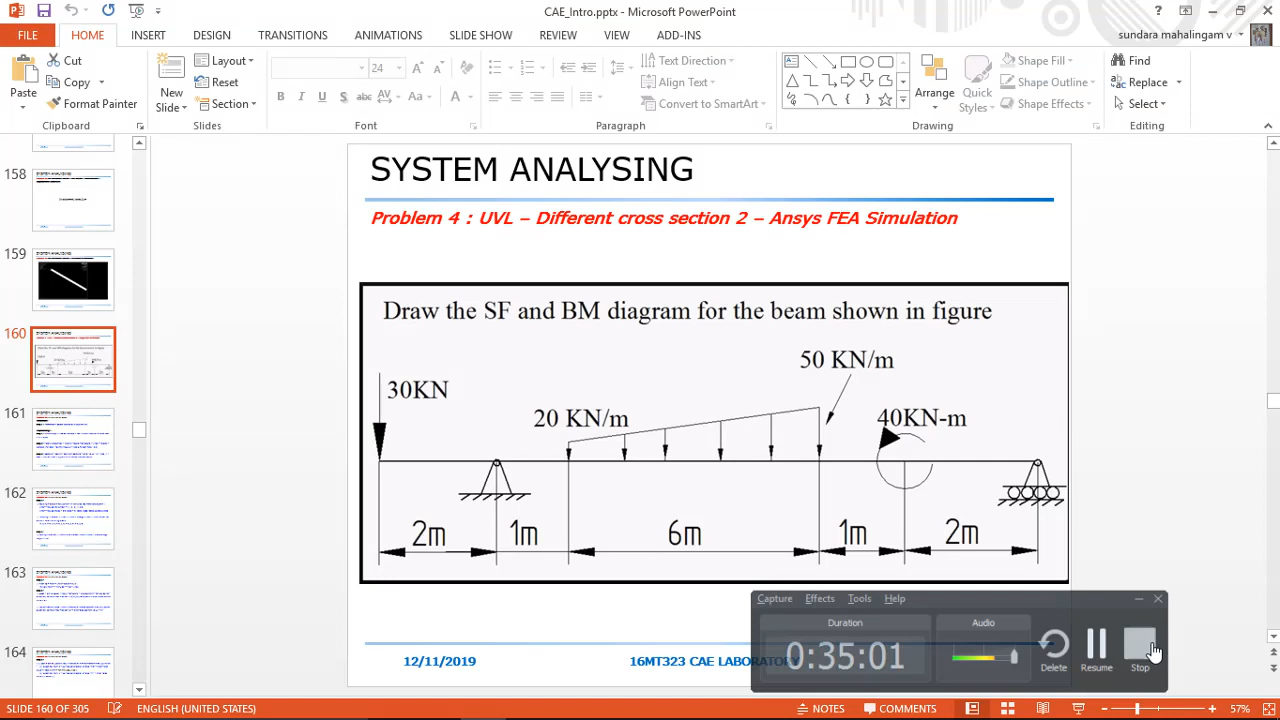 CAE_Intro.pptx - Microsoft PowerPoint
FILE HOME INSERT DESIGN TRANSITIONS ANIMATIONS SLIDE SHOW REVIEW VIEW ADD-INS sundara mahalingam v
Paste Cut Copy Format Painter
Clipboard
New Slide Layout Reset Section
Slides
24
B I U S abc AV Aa A
Font
Paragraph
Text Direction
Align Text
Convert to SmartArt
Arrange
Quick Styles
Shape Fill
Shape Outline
Shape Effects
Drawing
Find
Replace
Select
Editing
158
159
160
161
162
163
164
SYSTEM ANALYSING
Problem 4 : UVL – Different cross section 2 – Ansys FEA Simulation
Draw the SF and BM diagram for the beam shown in figure
50 KN/m
30KN
20 KN/m
40KN-m
2m 1m 6m 1m 2m
12/11/2019 16MT323 CAE LABORATORY
Capture Effects Tools Help
Duration Audio
0:35:01
Delete Resume Stop
SLIDE 160 OF 305 ENGLISH (UNITED STATES) NOTES COMMENTS 57%